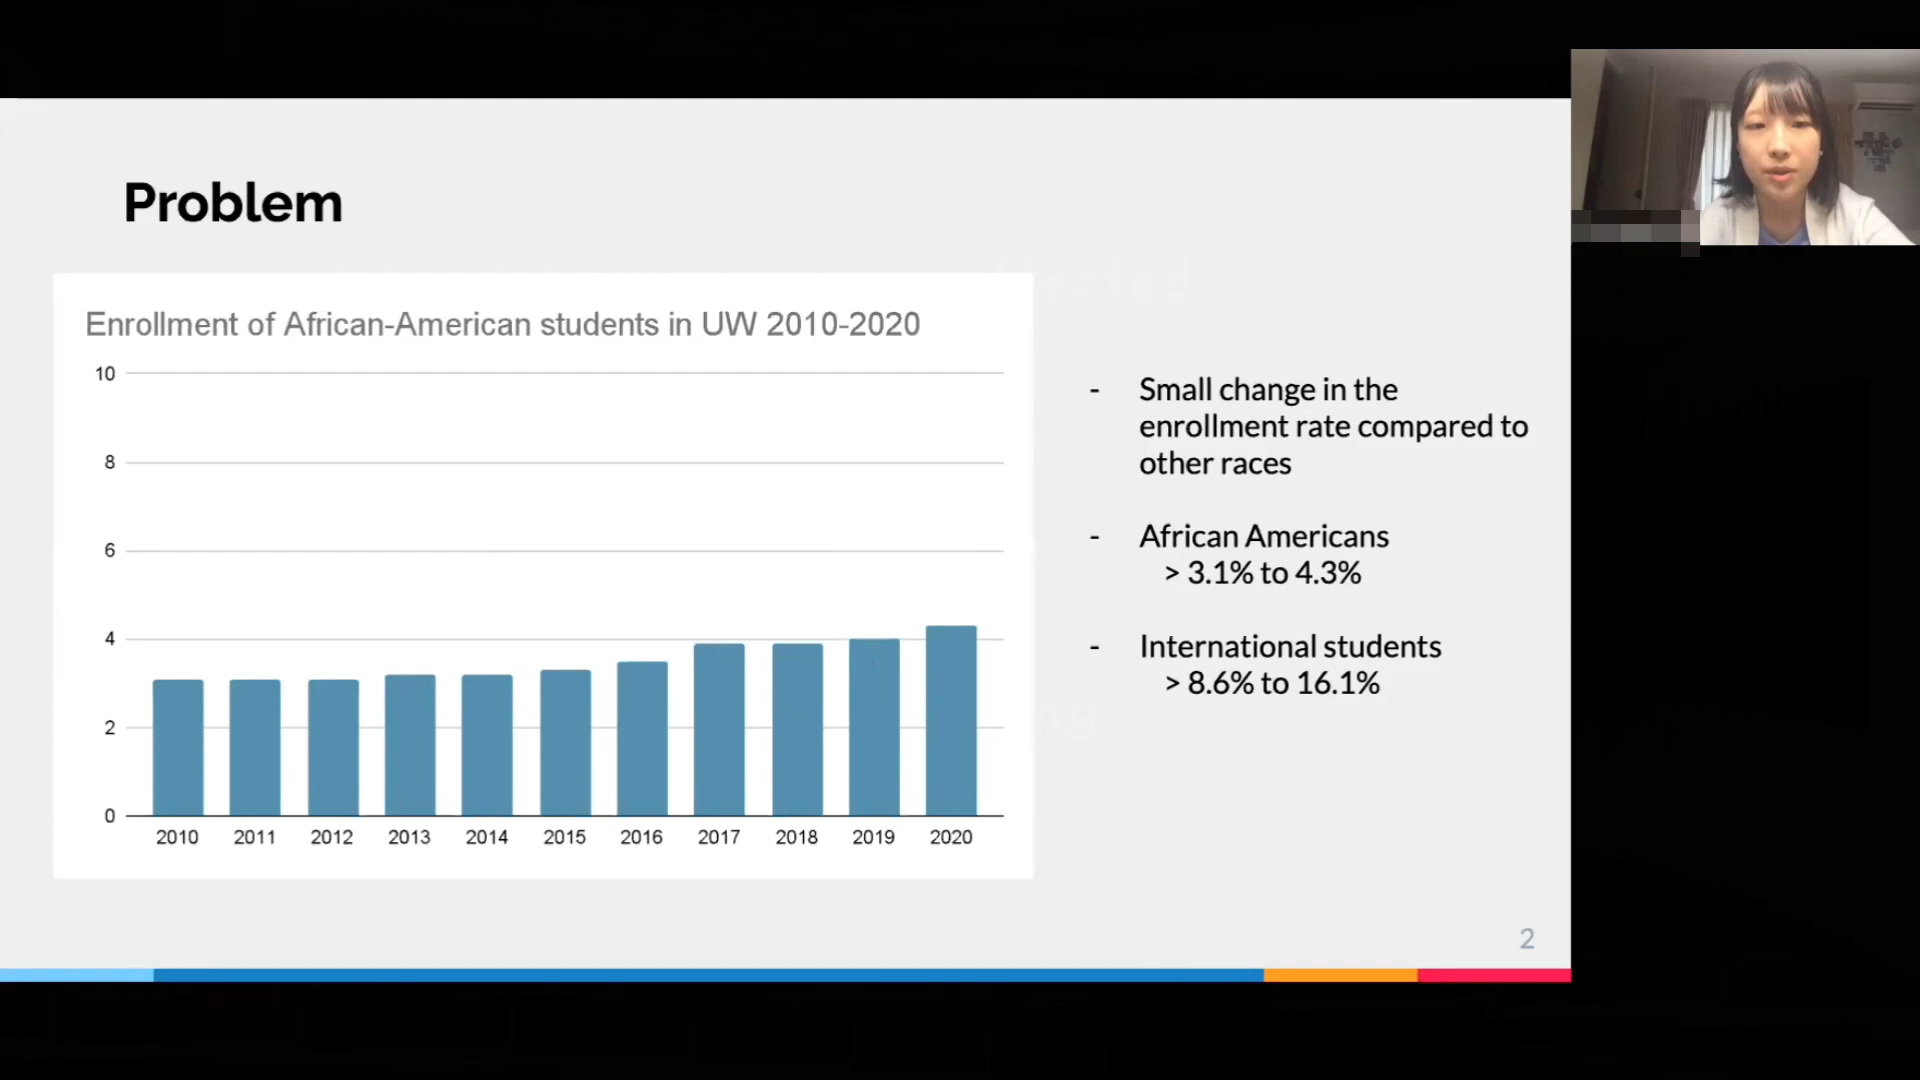 Problem
Enrollment of African-American students in UW 2010-2020
10
8
6
4
2
0
2010 2011 2012 2013 2014 2015 2016 2017 2018 2019 2020
- Small change in the
enrollment rate compared to
other races
- African Americans
> 3.1% to 4.3%
- International students
> 8.6% to 16.1%
2